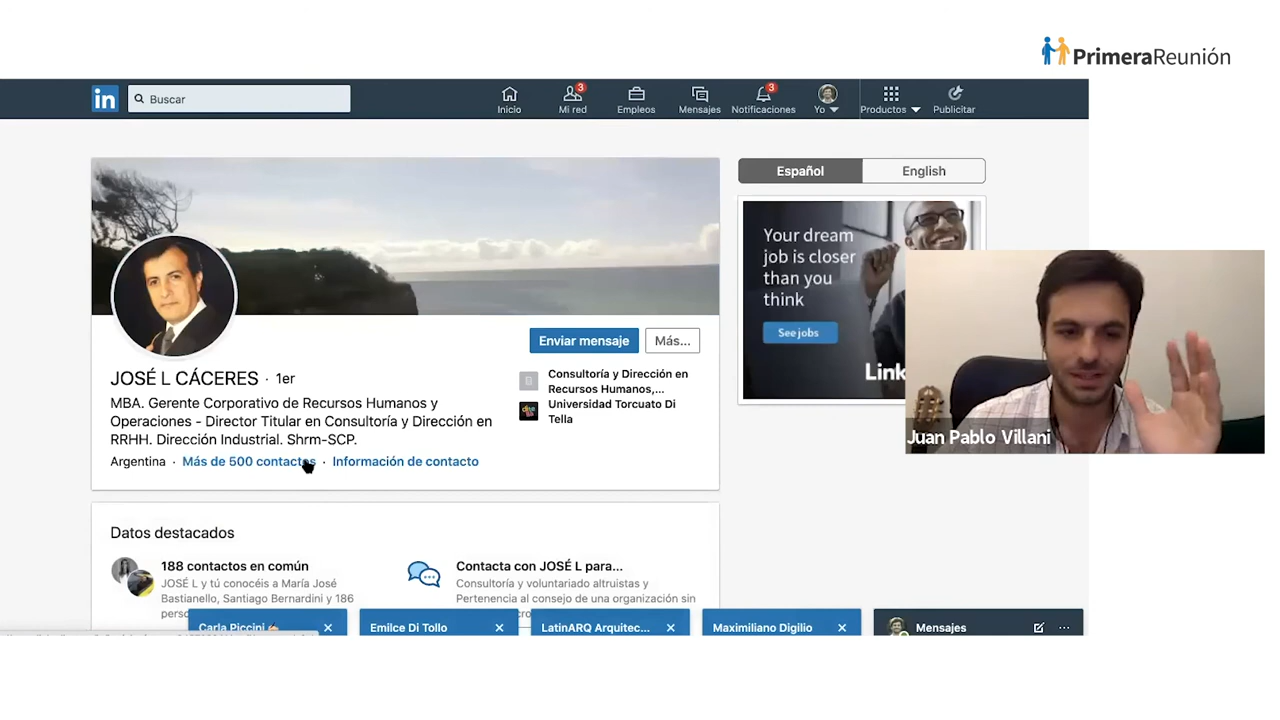 PrimeraReunión
in
Buscar
Inicio
3
Mi red
Empleos
Mensajes
3
Notificaciones
Yo
Productos
Publicitar
Español
English
Your dream
job is closer
than you
think
See jobs
Link
Enviar mensaje
Más...
JOSÉ L CÁCERES · 1er
MBA. Gerente Corporativo de Recursos Humanos y
Operaciones - Director Titular en Consultoría y Dirección en
RRHH. Dirección Industrial. Shrm-SCP.
Argentina · Más de 500 contactos · Información de contacto
Consultoría y Dirección en
Recursos Humanos,...
Universidad Torcuato Di
Tella
Juan Pablo Villani
Datos destacados
188 contactos en común
JOSÉ L y tú conocéis a María José
Bastianello, Santiago Bernardini y 186
Contacta con JOSÉ L para...
Consultoría y voluntariado altruistas y
Pertenencia al consejo de una organización sin
Carla Piccini
Emilce Di Tollo
LatinARQ Arquitec...
Maximiliano Digilio
Mensajes